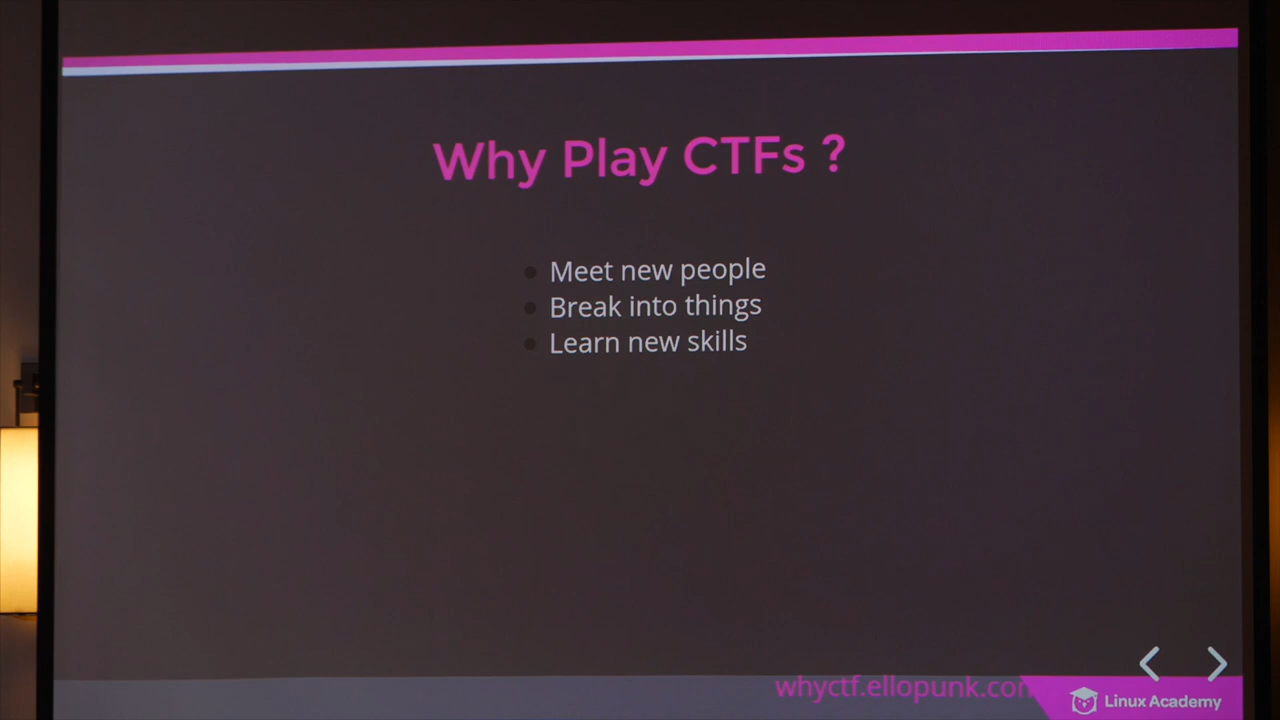 Why Play CTFs ?
Meet new people
Break into things
Learn new skills
whyctf.ellopunk.com
Linux Academy